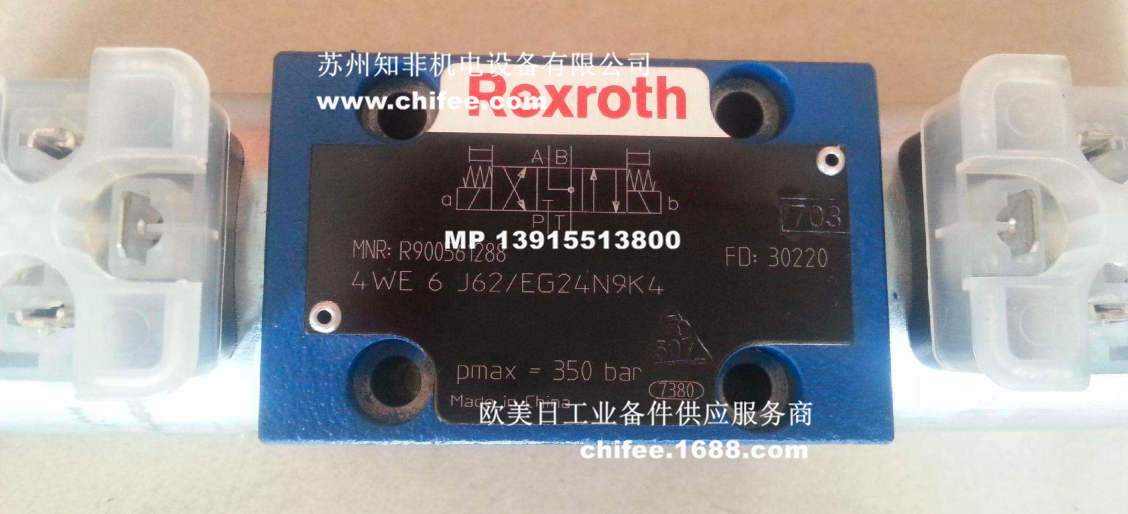 苏州知非机电设备有限公司
www.chifee.com
Rexroth
A B
a b
P T
703
MP 13915513800
MNR: R900561288 FD: 30220
4WE 6 J62/EG24N9K4
307
pmax = 350 bar
7380
Made in China
欧美日工业备件供应服务商
chifee.1688.com